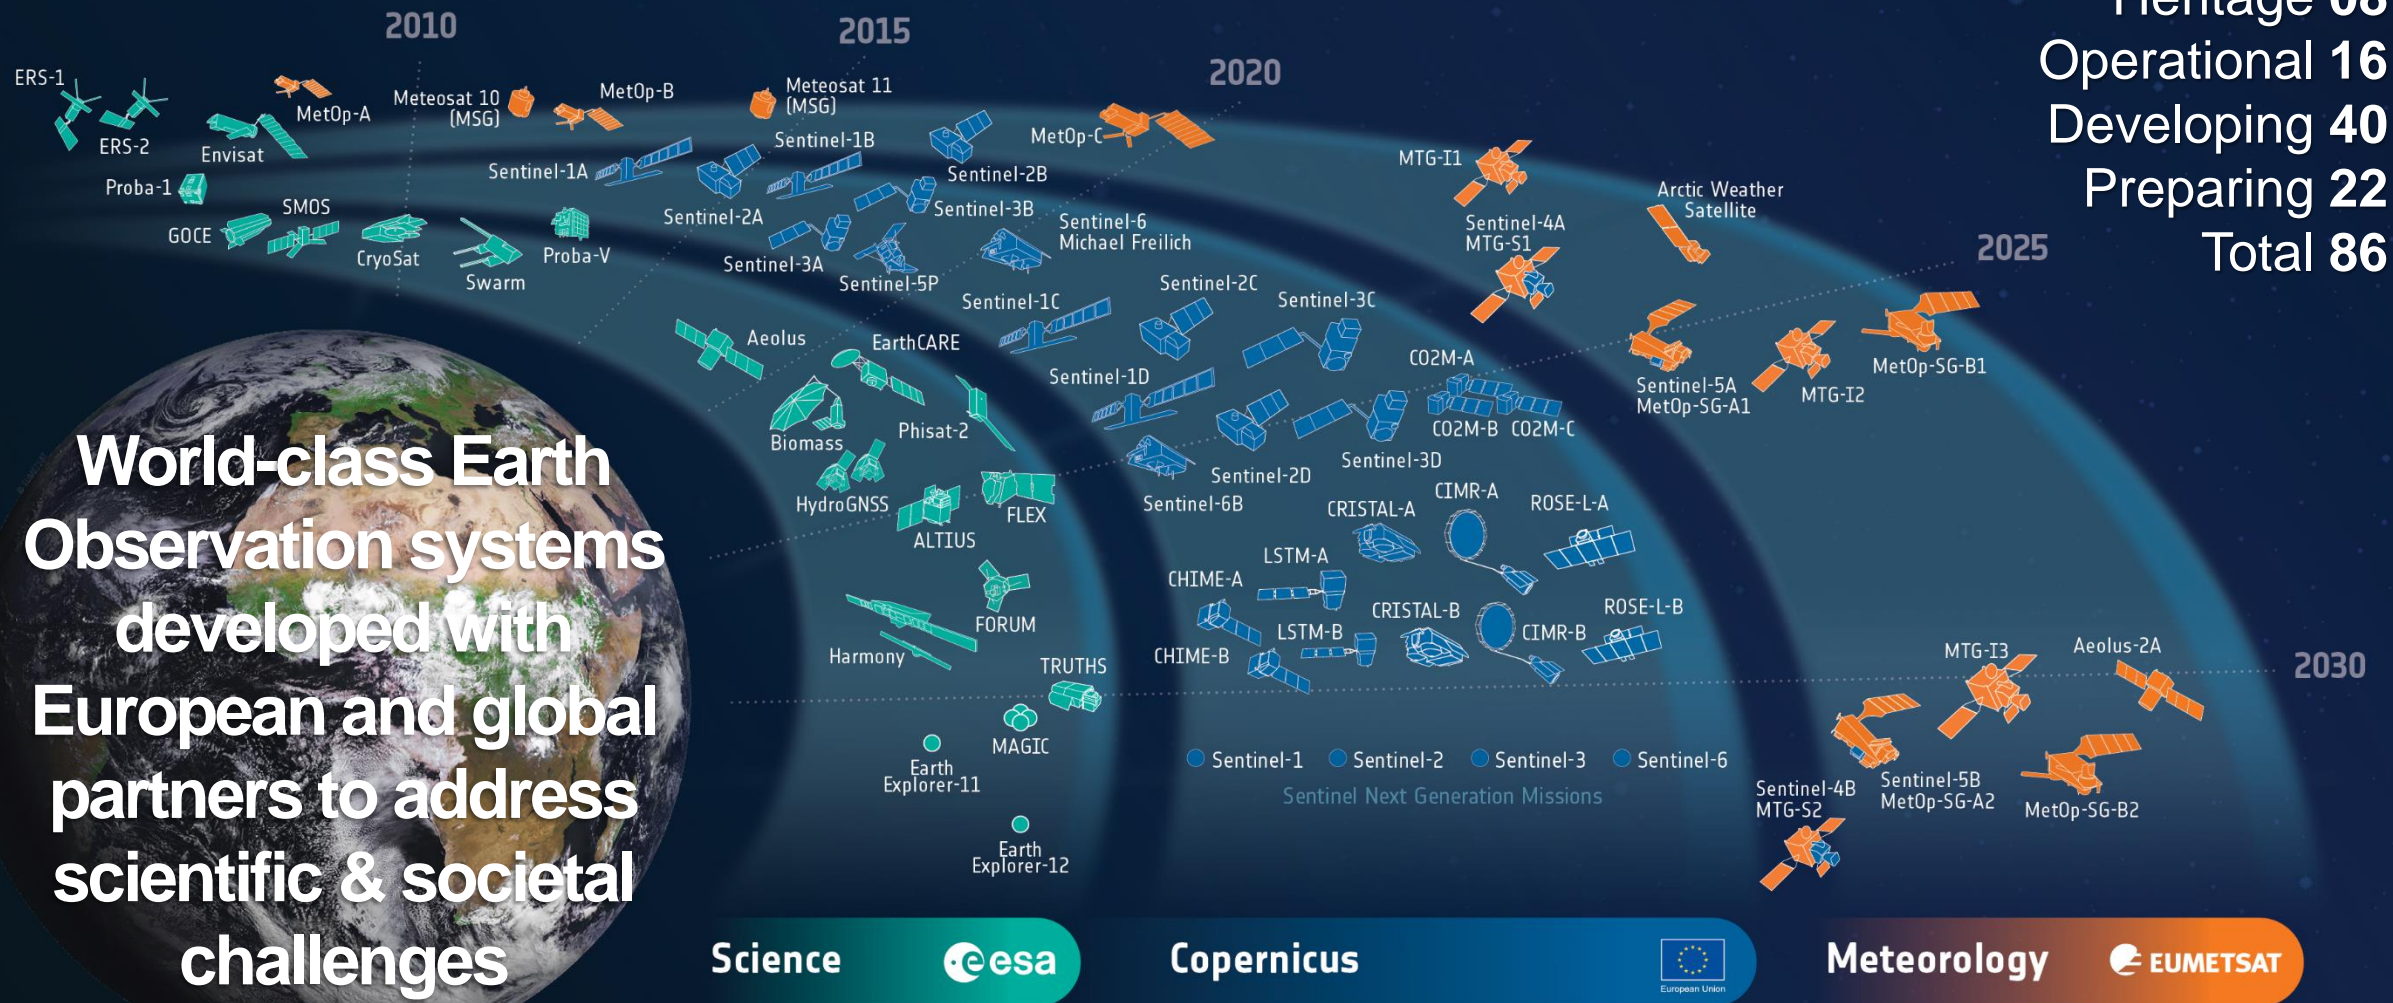 Heritage 08
Operational 16
Developing 40
Preparing 22
Total 86
2010
2015
2020
2025
2030
ERS-1
ERS-2
Envisat
MetOp-A
Meteosat 10
(MSG)
MetOp-B
Meteosat 11
(MSG)
MetOp-C
MTG-I1
Arctic Weather
Satellite
Sentinel-4A
MTG-S1
Sentinel-5A
MetOp-SG-A1
MTG-I2
MetOp-SG-B1
Proba-1
GOCE
SMOS
CryoSat
Swarm
Proba-V
Sentinel-1A
Sentinel-1B
Sentinel-2A
Sentinel-2B
Sentinel-3A
Sentinel-3B
Sentinel-5P
Sentinel-6
Michael Freilich
Sentinel-1C
Sentinel-2C
Sentinel-3C
Sentinel-1D
CO2M-A
CO2M-B
CO2M-C
Sentinel-2D
Sentinel-3D
Sentinel-6B
Aeolus
EarthCARE
Biomass
Phisat-2
HydroGNSS
FLEX
ALTIUS
FORUM
Harmony
TRUTHS
MAGIC
Earth
Explorer-11
Earth
Explorer-12
CRISTAL-A
CIMR-A
ROSE-L-A
LSTM-A
CHIME-A
CRISTAL-B
ROSE-L-B
LSTM-B
CIMR-B
CHIME-B
Sentinel-1
Sentinel-2
Sentinel-3
Sentinel-6
Sentinel Next Generation Missions
MTG-I3
Aeolus-2A
Sentinel-4B
MTG-S2
Sentinel-5B
MetOp-SG-A2
MetOp-SG-B2
World-class Earth
Observation systems
developed with
European and global
partners to address
scientific & societal
challenges
Science
esa
Copernicus
European Union
Meteorology
EUMETSAT